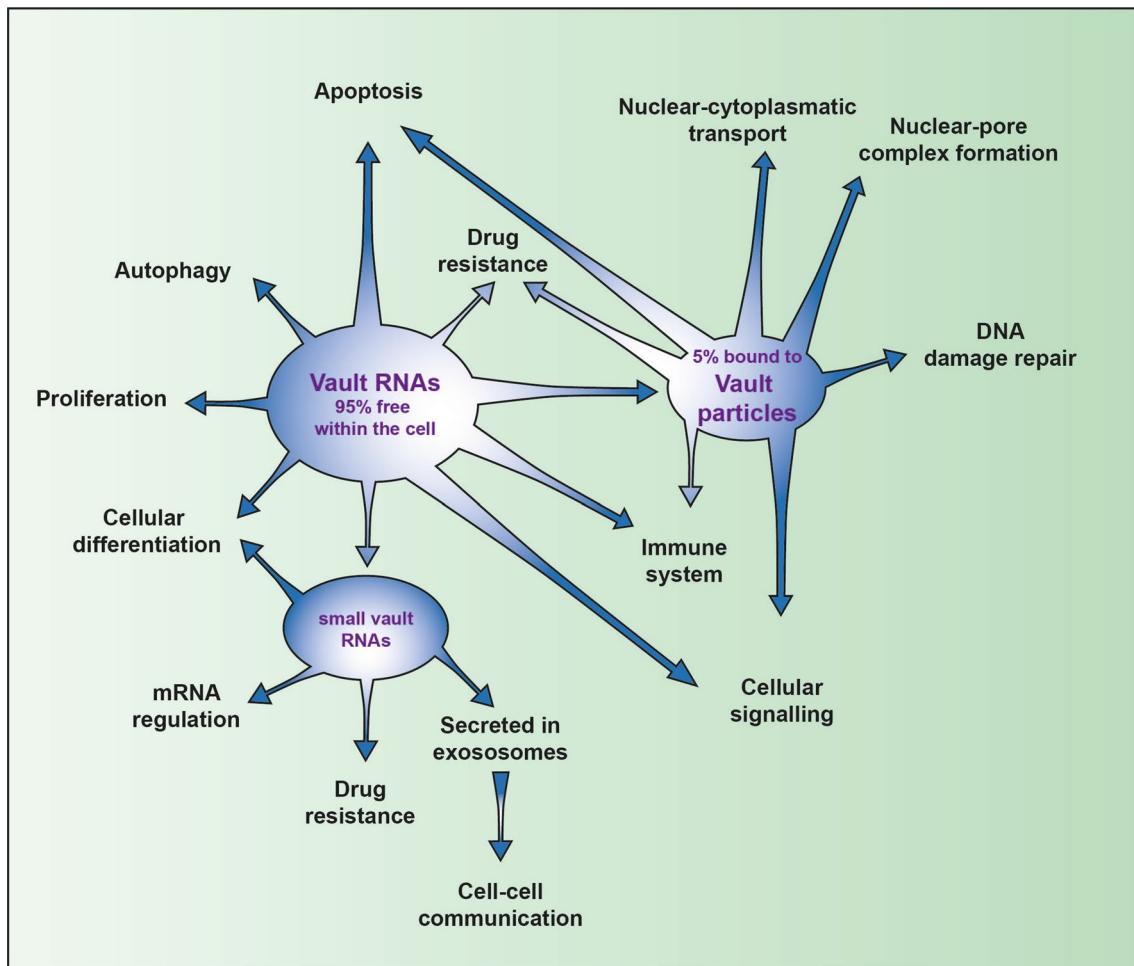 Apoptosis
Nuclear-cytoplasmatic
transport
Nuclear-pore
complex formation
Drug
resistance
Autophagy
DNA
damage repair
5% bound to
Vault
particles
Vault RNAs
95% free
within the cell
Proliferation
Cellular
differentiation
Immune
system
small vault
RNAs
mRNA
regulation
Secreted in
exososomes
Cellular
signalling
Drug
resistance
Cell-cell
communication